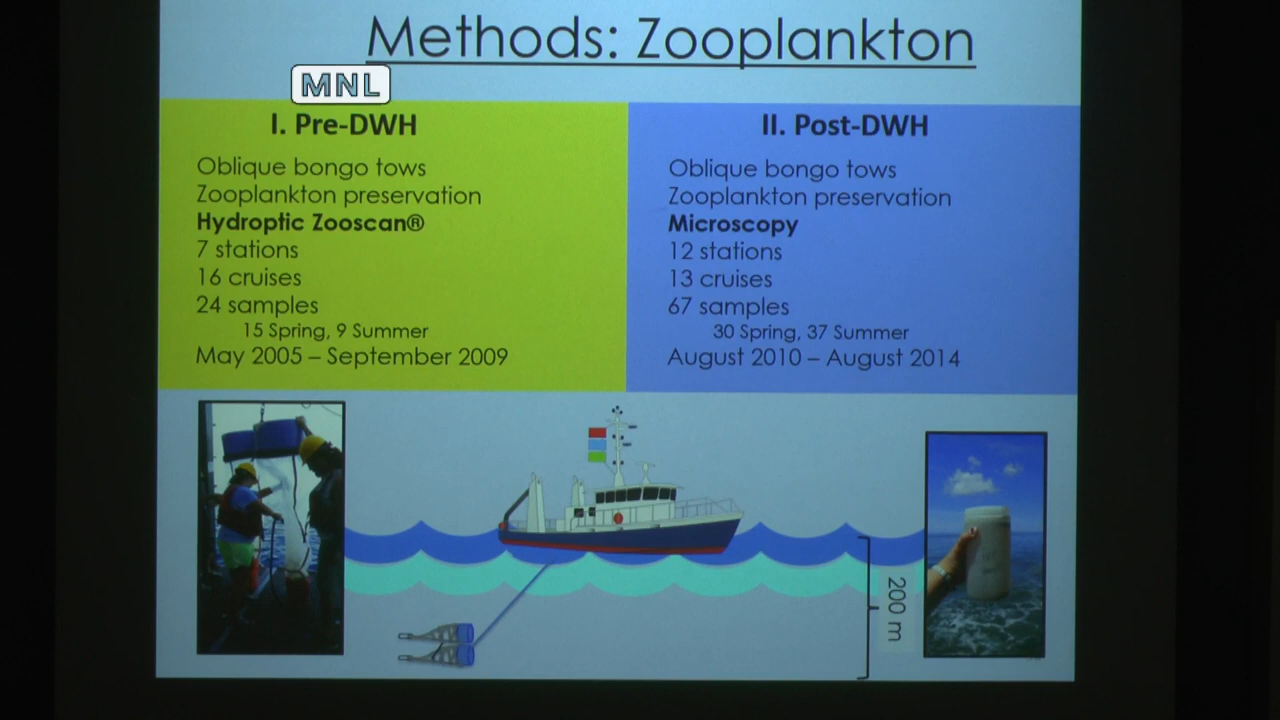 Methods: Zooplankton
MNL
I. Pre-DWH
Oblique bongo tows
Zooplankton preservation
Hydroptic Zooscan®
7 stations
16 cruises
24 samples
15 Spring, 9 Summer
May 2005 – September 2009
II. Post-DWH
Oblique bongo tows
Zooplankton preservation
Microscopy
12 stations
13 cruises
67 samples
30 Spring, 37 Summer
August 2010 – August 2014
200 m